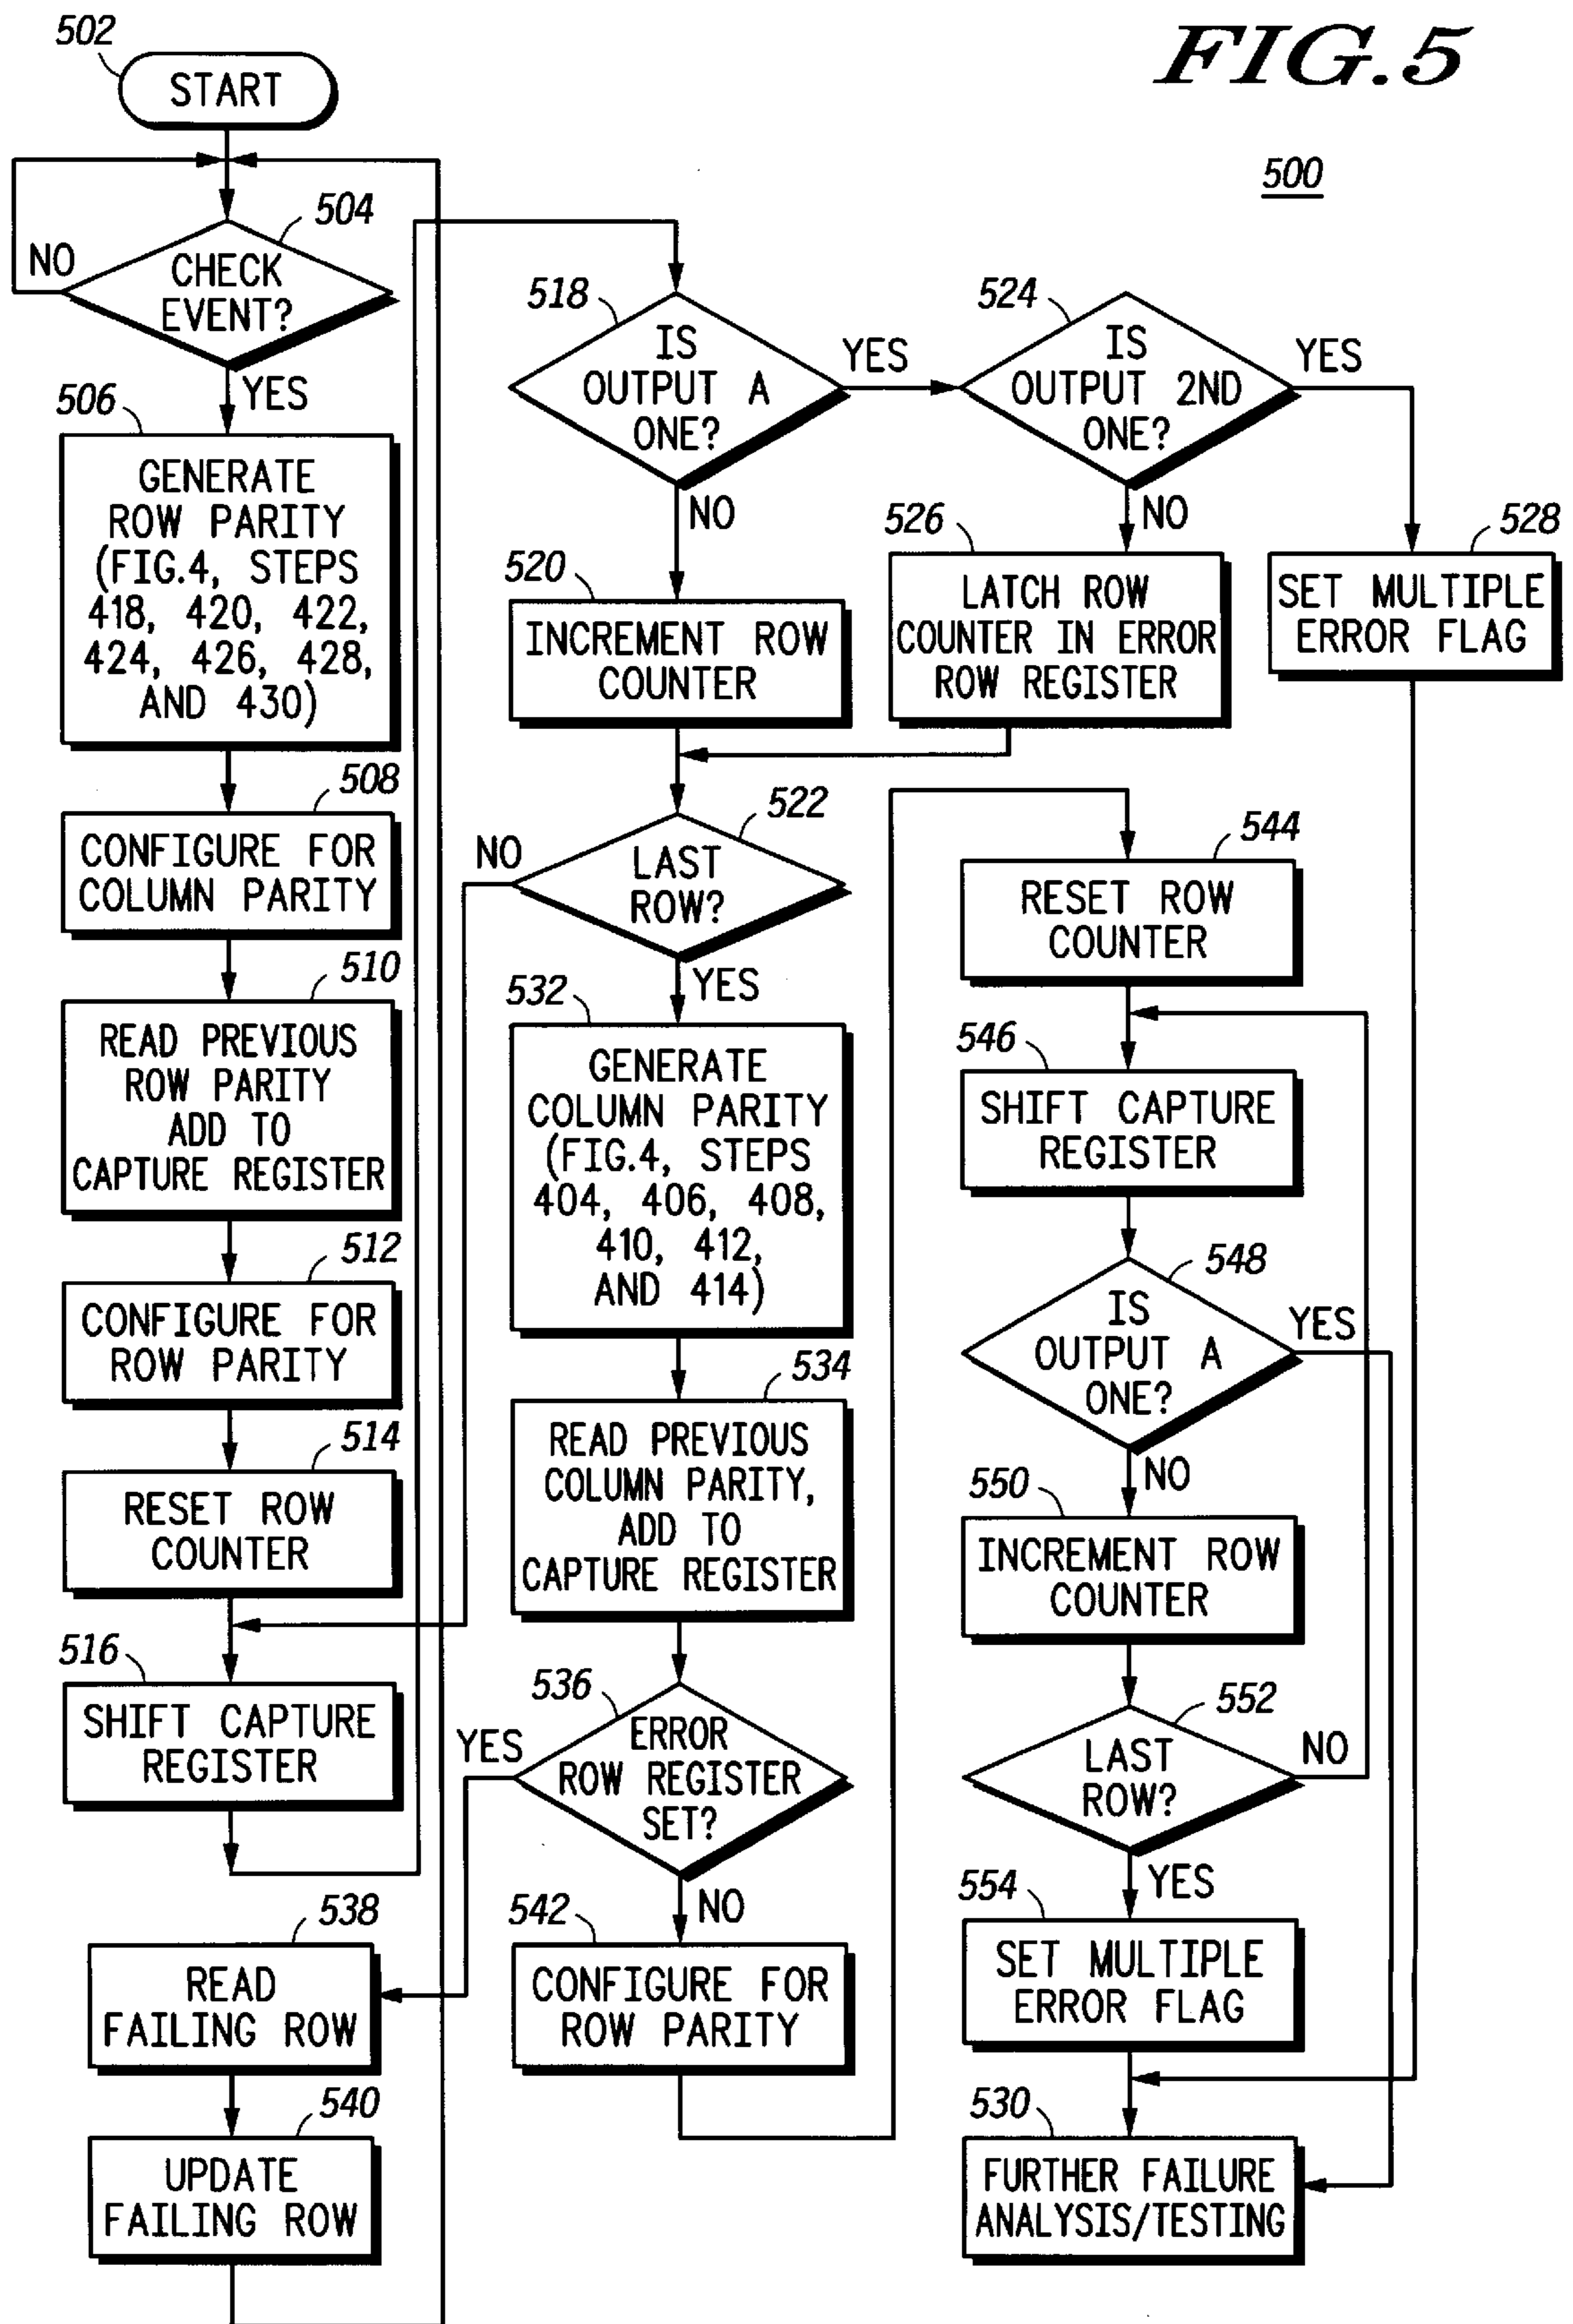 FIG.5
500
502
START
504
CHECK
EVENT?
NO
YES
506
GENERATE
ROW PARITY
(FIG.4, STEPS
418, 420, 422,
424, 426, 428,
AND 430)
508
CONFIGURE FOR
COLUMN PARITY
510
READ PREVIOUS
ROW PARITY
ADD TO
CAPTURE REGISTER
512
CONFIGURE FOR
ROW PARITY
514
RESET ROW
COUNTER
516
SHIFT CAPTURE
REGISTER
518
IS
OUTPUT A
ONE?
YES
NO
520
INCREMENT ROW
COUNTER
522
LAST
ROW?
NO
YES
524
IS
OUTPUT 2ND
ONE?
YES
NO
526
LATCH ROW
COUNTER IN ERROR
ROW REGISTER
528
SET MULTIPLE
ERROR FLAG
532
GENERATE
COLUMN PARITY
(FIG.4, STEPS
404, 406, 408,
410, 412,
AND 414)
534
READ PREVIOUS
COLUMN PARITY,
ADD TO
CAPTURE REGISTER
536
ERROR
ROW REGISTER
SET?
YES
NO
538
READ
FAILING ROW
540
UPDATE
FAILING ROW
542
CONFIGURE FOR
ROW PARITY
544
RESET ROW
COUNTER
546
SHIFT CAPTURE
REGISTER
548
IS
OUTPUT A
ONE?
YES
NO
550
INCREMENT ROW
COUNTER
552
LAST
ROW?
NO
YES
554
SET MULTIPLE
ERROR FLAG
530
FURTHER FAILURE
ANALYSIS/TESTING